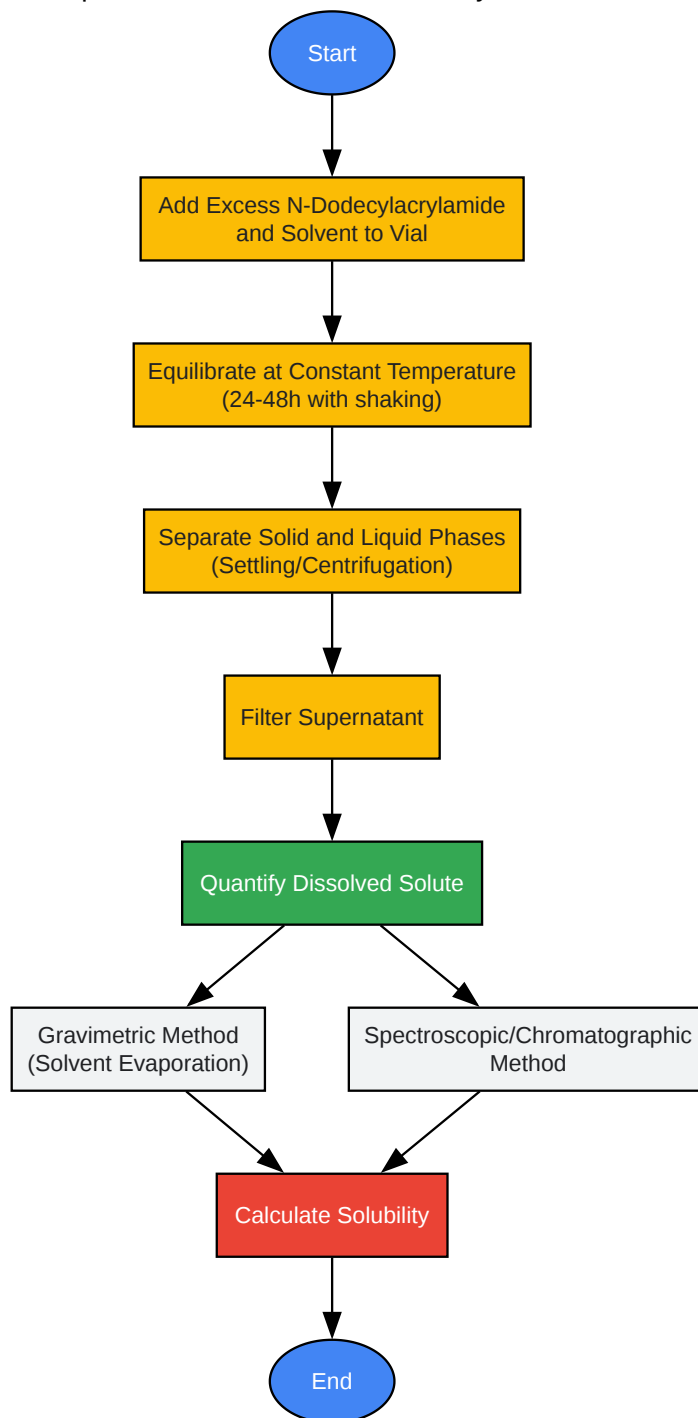 Start
Add Excess N-Dodecylacrylamide
and Solvent to Vial
Equilibrate at Constant Temperature
(24-48h with shaking)
Separate Solid and Liquid Phases
(Settling/Centrifugation)
Filter Supernatant
Quantify Dissolved Solute
Gravimetric Method
(Solvent Evaporation)
Spectroscopic/Chromatographic
Method
Calculate Solubility
End